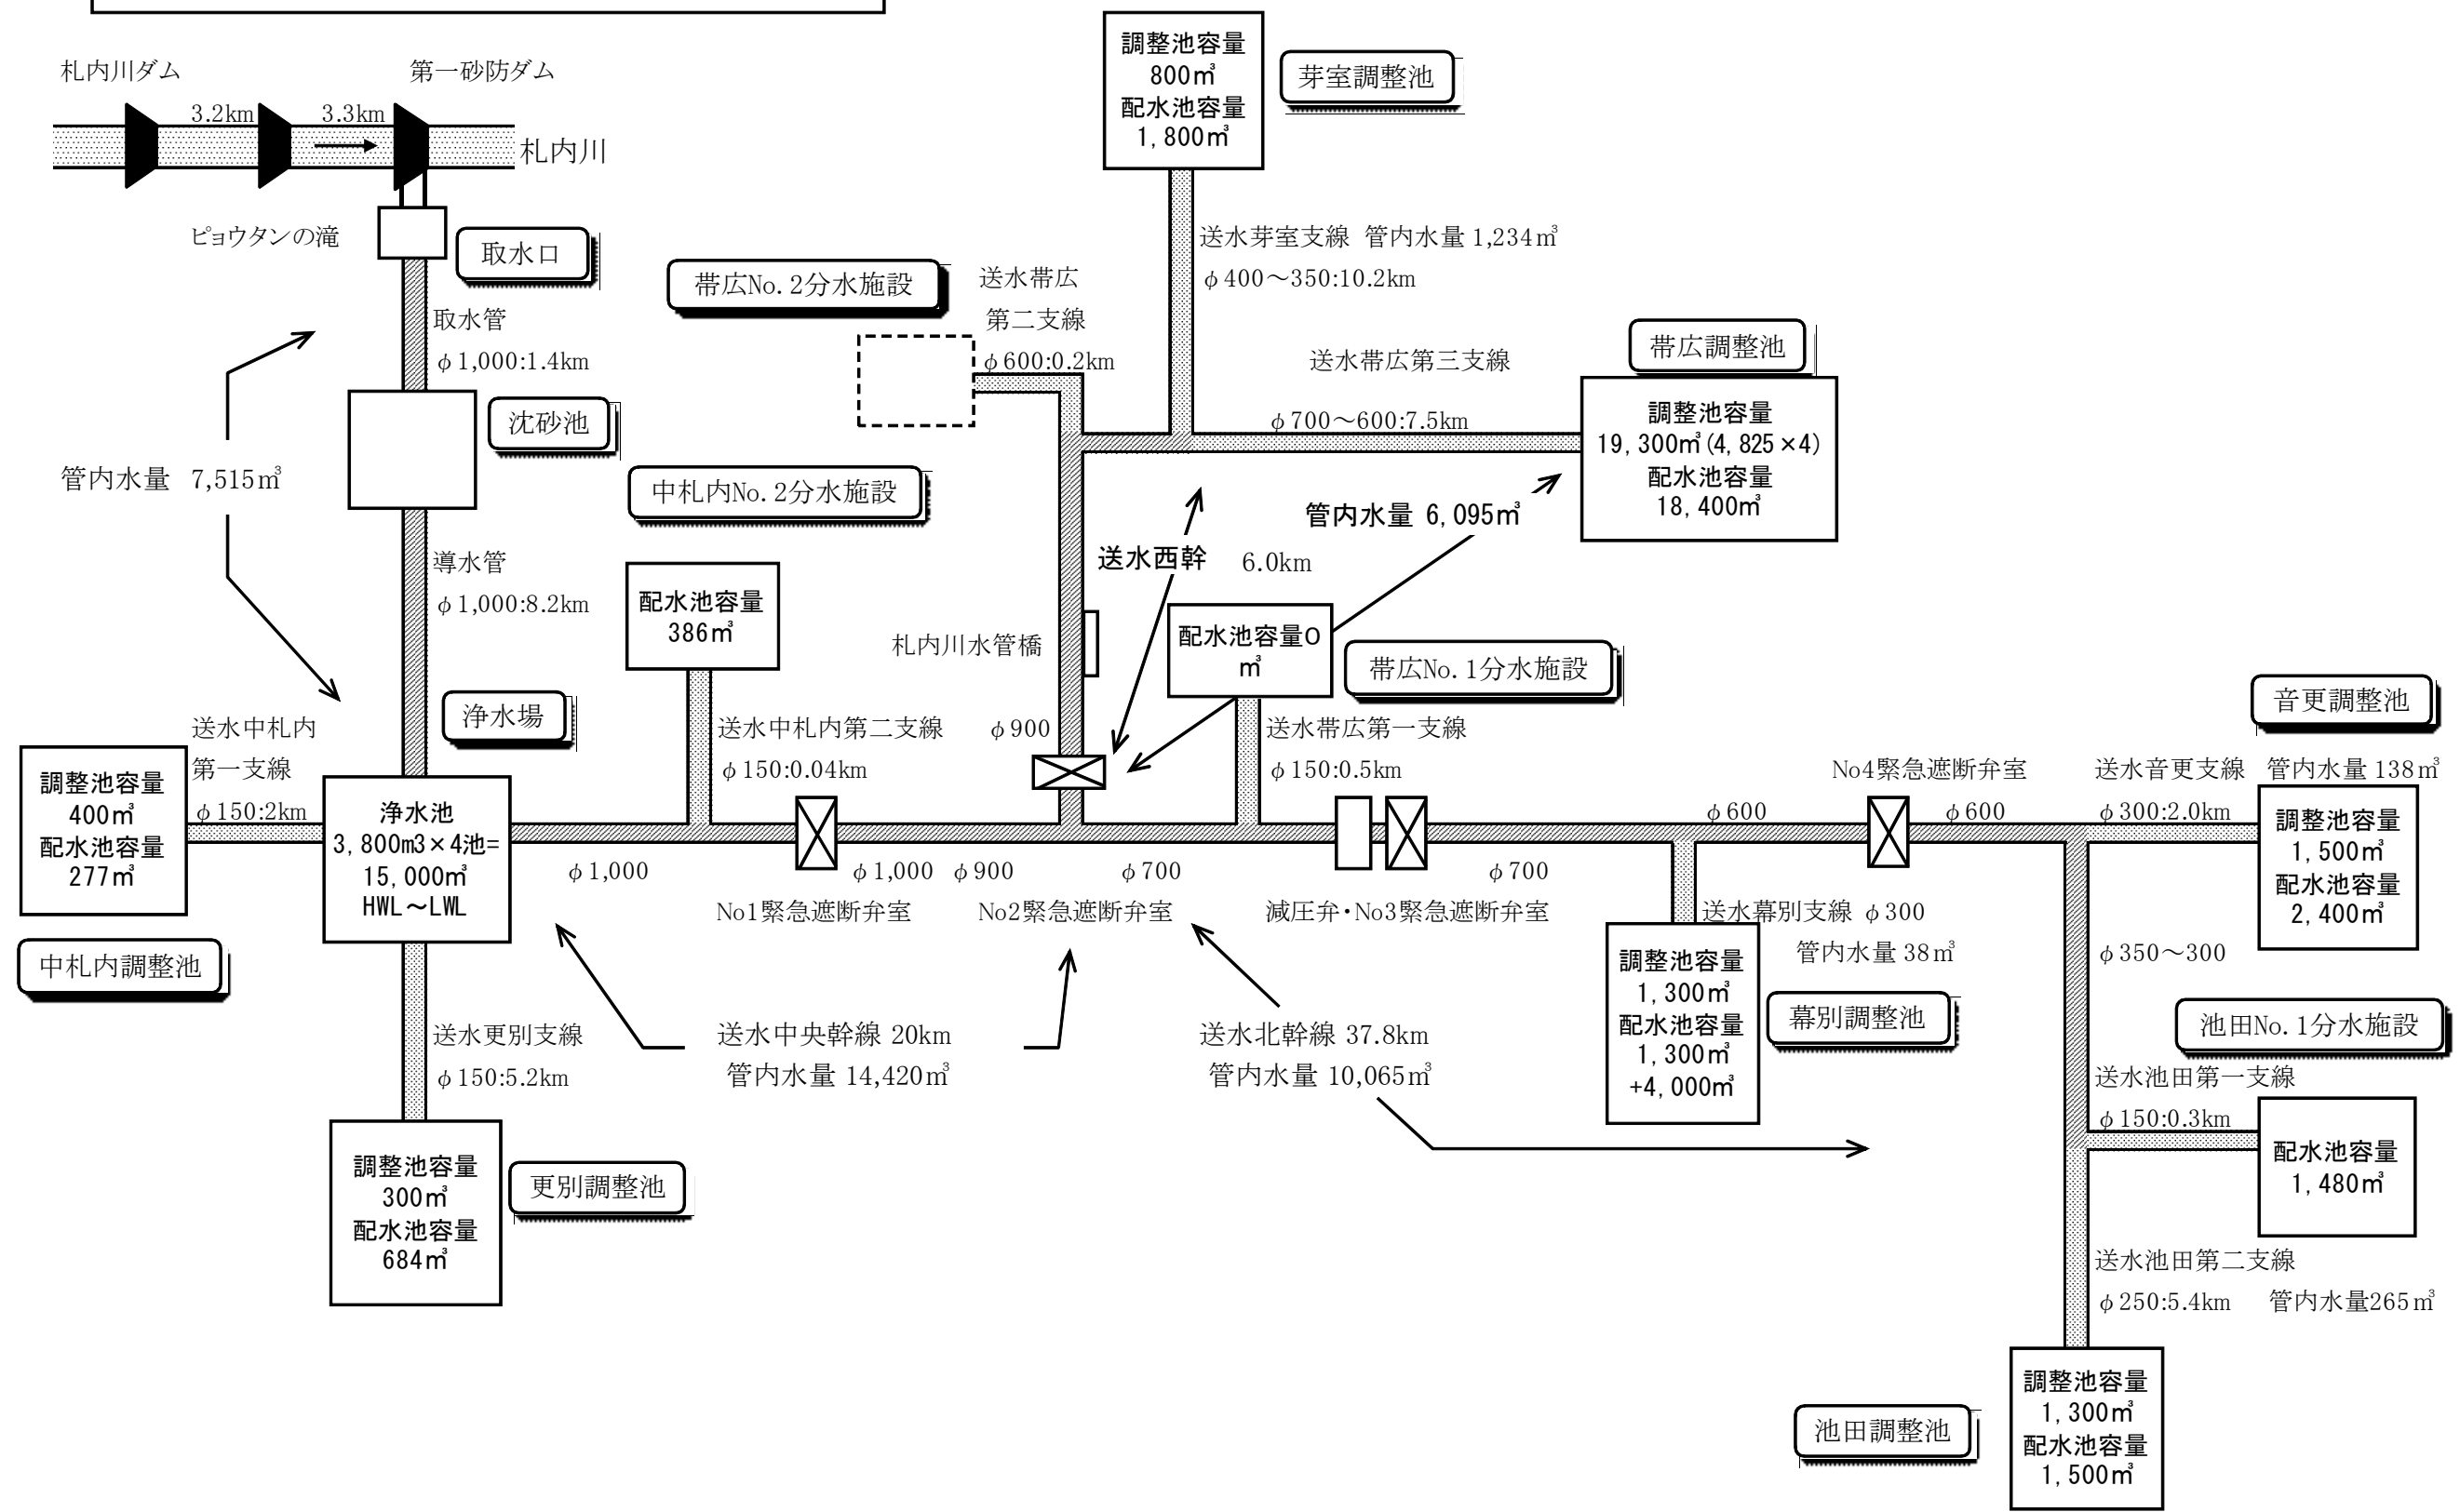 札内川ダム
第一砂防ダム
3.2km
3.3km
札内川
ピョウタンの滝
取水口
取水管
φ1,000:1.4km
沈砂池
管内水量 7,515㎥
導水管
φ1,000:8.2km
浄水場
送水中札内
第一支線
φ150:2km
調整池容量
400㎥
配水池容量
277㎥
中札内調整池
浄水池
3,800m3×4池=
15,000㎥
HWL～LWL
送水更別支線
φ150:5.2km
調整池容量
300㎥
配水池容量
684㎥
更別調整池
帯広No.2分水施設
送水帯広
第二支線
φ600:0.2km
中札内No.2分水施設
配水池容量
386㎥
送水中札内第二支線
φ150:0.04km
札内川水管橋
φ900
調整池容量
800㎥
配水池容量
1,800㎥
芽室調整池
送水芽室支線 管内水量 1,234㎥
φ400～350:10.2km
送水帯広第三支線
φ700～600:7.5km
帯広調整池
調整池容量
19,300㎥(4,825×4)
配水池容量
18,400㎥
管内水量 6,095㎥
送水西幹
6.0km
配水池容量0
㎥
帯広No.1分水施設
送水帯広第一支線
φ150:0.5km
φ1,000
φ1,000
φ900
φ700
φ700
No1緊急遮断弁室
No2緊急遮断弁室
減圧弁・No3緊急遮断弁室
送水中央幹線 20km
管内水量 14,420㎥
送水北幹線 37.8km
管内水量 10,065㎥
φ600
No4緊急遮断弁室
φ600
送水幕別支線 φ300
管内水量 38㎥
調整池容量
1,300㎥
配水池容量
1,300㎥
+4,000㎥
幕別調整池
音更調整池
送水音更支線 管内水量 138㎥
φ300:2.0km
調整池容量
1,500㎥
配水池容量
2,400㎥
φ350～300
池田No.1分水施設
送水池田第一支線
φ150:0.3km
配水池容量
1,480㎥
送水池田第二支線
φ250:5.4km 管内水量265㎥
調整池容量
1,300㎥
配水池容量
1,500㎥
池田調整池